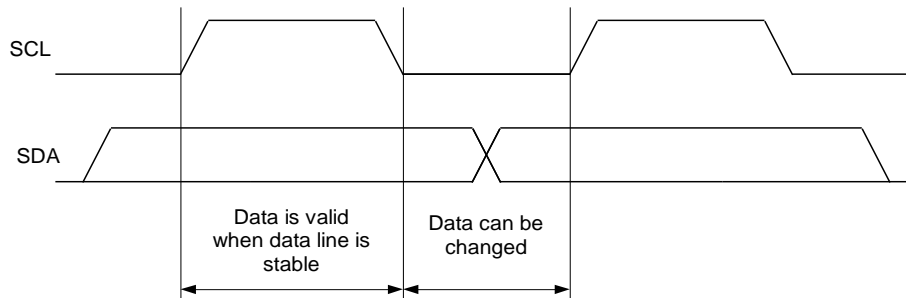 SCL
SDA
Data is valid
when data line is
stable
Data can be
changed